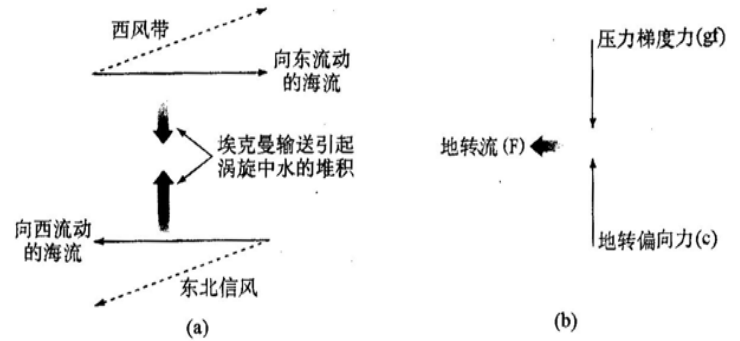 西风带
向东流动
的海流
埃克曼输送引起
涡旋中水的堆积
向西流动
的海流
东北信风
(a)
压力梯度力(gf)
地转流(F)
地转偏向力(c)
(b)